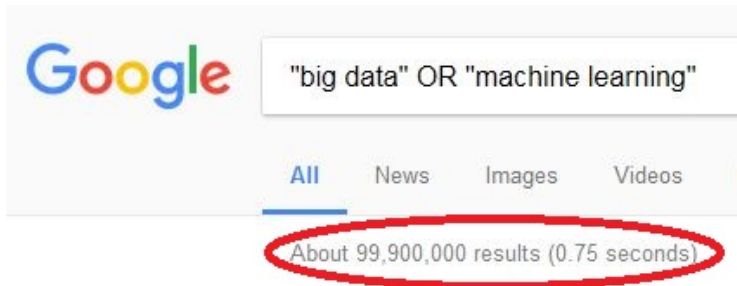 Google
"big data" OR "machine learning"
All News Images Videos
About 99,900,000 results (0.75 seconds)